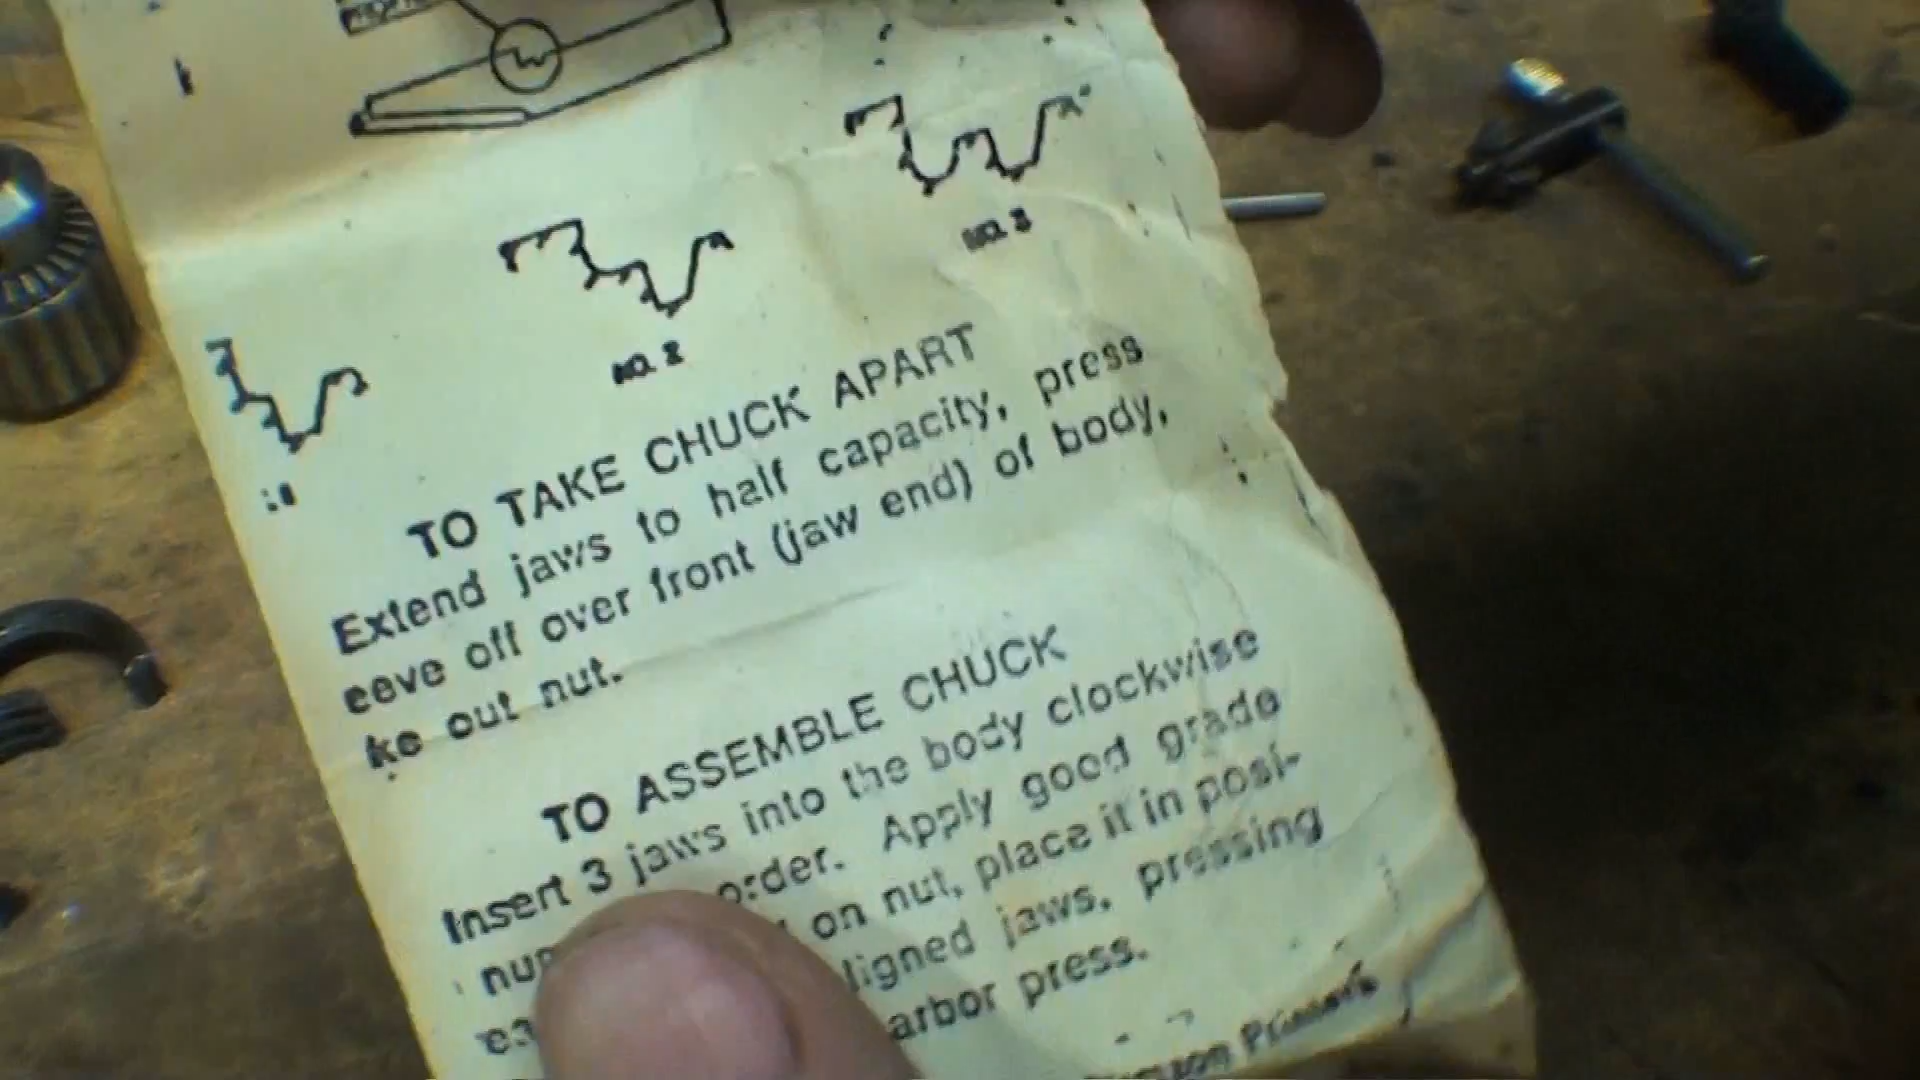 NO. 3
NO. 2
TO TAKE CHUCK APART
Extend jaws to half capacity, press
eeve off over front (jaw end) of body,
ke out nut.
TO ASSEMBLE CHUCK
Insert 3 jaws into the body clockwise
order. Apply good grade
on nut, place it in posi-
ligned jaws, pressing
arbor press.